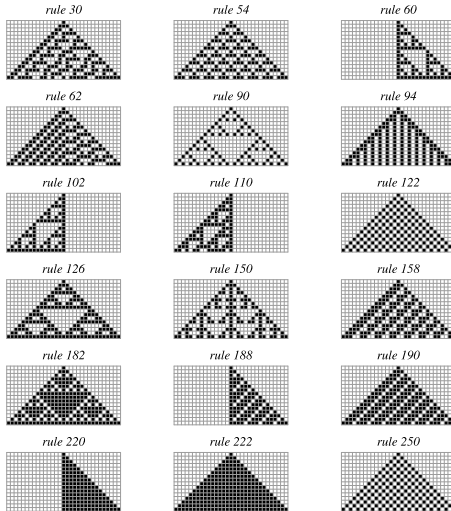 rule 30 rule 54 rule 60
rule 62 rule 90 rule 94
rule 102 rule 110 rule 122
rule 126 rule 150 rule 158
rule 182 rule 188 rule 190
rule 220 rule 222 rule 250